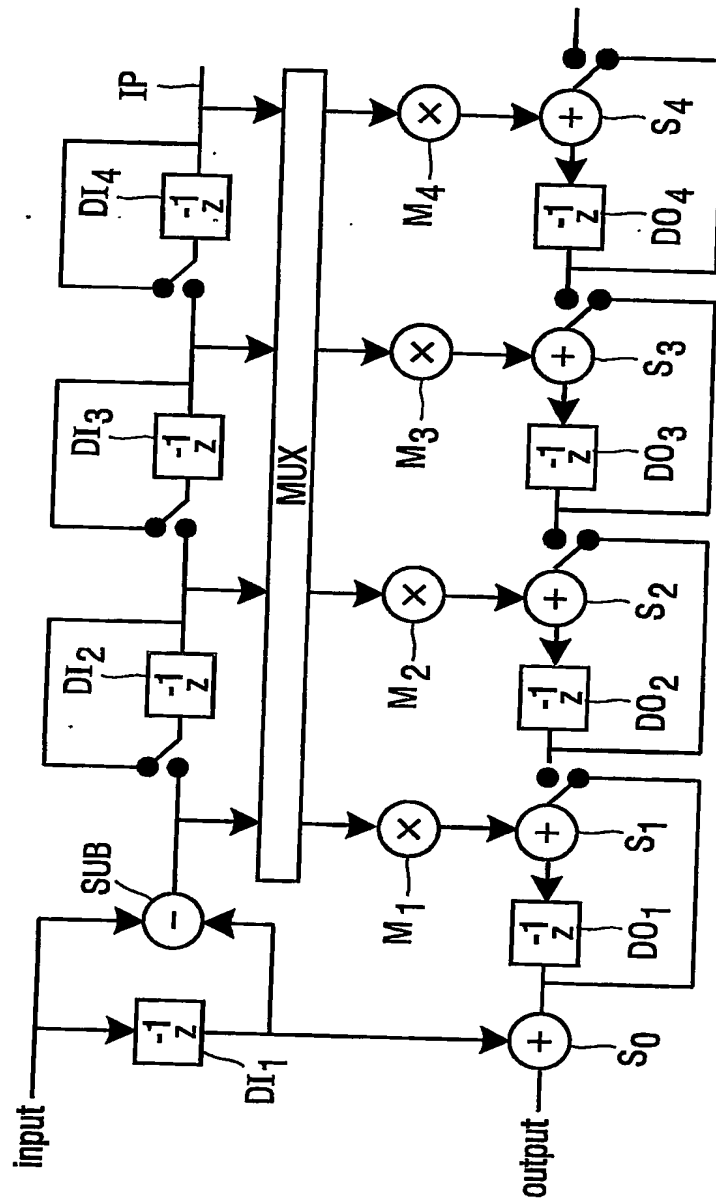 input
DI₁
z⁻¹
SUB
−
DI₂
z⁻¹
DI₃
z⁻¹
DI₄
z⁻¹
IP
MUX
M₁
×
M₂
×
M₃
×
M₄
×
output
S₀
+
DO₁
z⁻¹
S₁
+
DO₂
z⁻¹
S₂
+
DO₃
z⁻¹
S₃
+
DO₄
z⁻¹
S₄
+